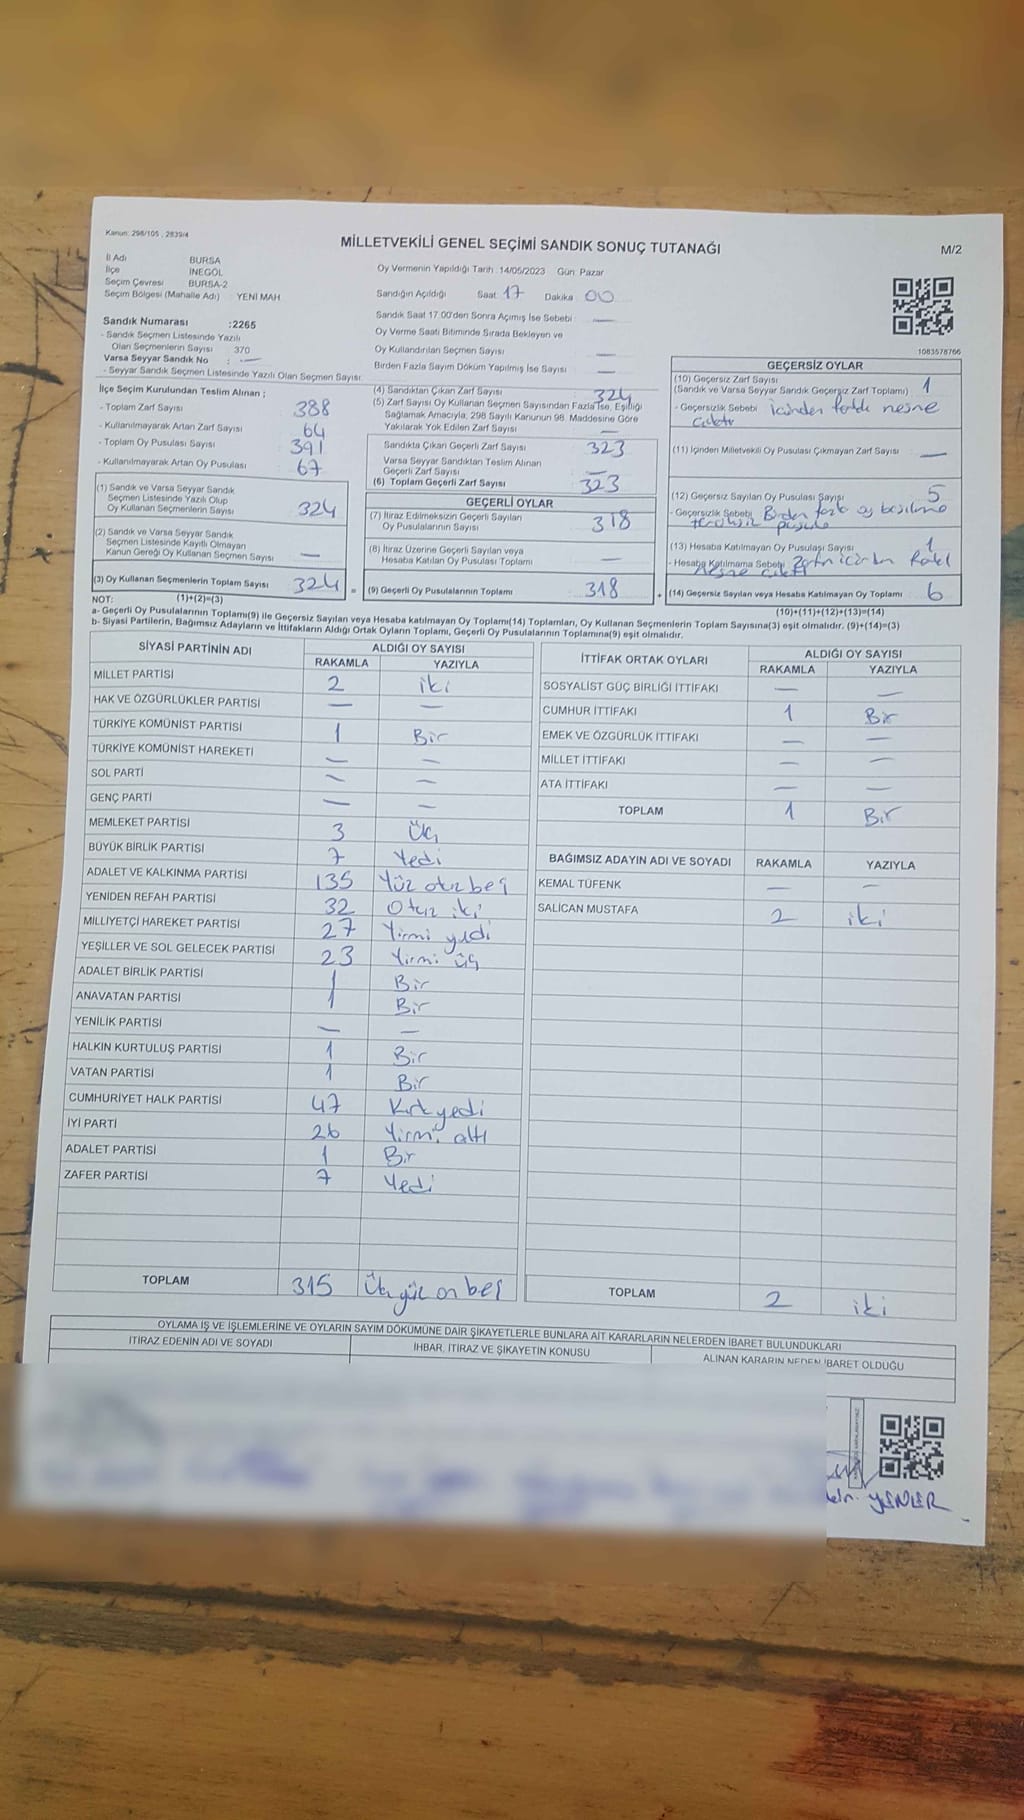 Kanun: 298/105 , 2839/4
MİLLETVEKİLİ GENEL SEÇİMİ SANDIK SONUÇ TUTANAĞI
M/2
İl Adı BURSA
İlçe İNEGÖL
Seçim Çevresi BURSA-2
Seçim Bölgesi (Mahalle Adı) YENİ MAH
Oy Vermenin Yapıldığı Tarih :14/05/2023 Gün: Pazar
Sandığın Açıldığı Saat 17 Dakika 00
Sandık Saat 17.00'den Sonra Açımış İse Sebebi : —
Oy Verme Saati Bitiminde Sırada Bekleyen ve
Oy Kullandırılan Seçmen Sayısı —
Birden Fazla Sayım Döküm Yapılmış İse Sayısı : —
1083578766
Sandık Numarası :2265
- Sandık Seçmen Listesinde Yazılı
Olan Seçmenlerin Sayısı 370
Varsa Seyyar Sandık No : —
- Seyyar Sandık Seçmen Listesinde Yazılı Olan Seçmen Sayısı:
İlçe Seçim Kurulundan Teslim Alınan ;
- Toplam Zarf Sayısı 388
- Kullanılmayarak Artan Zarf Sayısı 64
- Toplam Oy Pusulası Sayısı 391
- Kullanılmayarak Artan Oy Pusulası 67
(1) Sandık ve Varsa Seyyar Sandık
Seçmen Listesinde Yazılı Olup
Oy Kullanan Seçmenlerin Sayısı 324
(2) Sandık ve Varsa Seyyar Sandık
Seçmen Listesinde Kayıtlı Olmayan
Kanun Gereği Oy Kullanan Seçmen Sayısı —
(3) Oy Kullanan Seçmenlerin Toplam Sayısı 324 =
(4) Sandıktan Çıkan Zarf Sayısı 324
(5) Zarf Sayısı Oy Kullanan Seçmen Sayısından Fazla İse, Eşitliği
Sağlamak Amacıyla, 298 Sayılı Kanunun 98. Maddesine Göre
Yakılarak Yok Edilen Zarf Sayısı —
Sandıkta Çıkan Geçerli Zarf Sayısı 323
Varsa Seyyar Sandıktan Teslim Alınan
Geçerli Zarf Sayısı —
(6) Toplam Geçerli Zarf Sayısı 323
GEÇERLİ OYLAR
(7) İtiraz Edilmeksizin Geçerli Sayılan
Oy Pusulalarının Sayısı 318
(8) İtiraz Üzerine Geçerli Sayılan veya
Hesaba Katılan Oy Pusulası Toplamı —
(9) Geçerli Oy Pusulalarının Toplamı 318 +
GEÇERSİZ OYLAR
(10) Geçersiz Zarf Sayısı
(Sandık ve Varsa Seyyar Sandık Geçersiz Zarf Toplamı) 1
- Geçersizlik Sebebi İçinden farklı nesne
çıktı
(11) İçinden Milletvekili Oy Pusulası Çıkmayan Zarf Sayısı —
(12) Geçersiz Sayılan Oy Pusulası Sayısı 5
- Geçersizlik Sebebi Birden fazla oy basılmış
pusula
(13) Hesaba Katılmayan Oy Pusulası Sayısı 1
- Hesaba Katılmama Sebebi Zarfın içinden farklı
nesne çıktı
(14) Geçersiz Sayılan veya Hesaba Katılmayan Oy Toplamı 6
NOT: (1)+(2)=(3)
(10)+(11)+(12)+(13)=(14)
a- Geçerli Oy Pusulalarının Toplamı(9) ile Geçersiz Sayılan veya Hesaba katılmayan Oy Toplamı(14) Toplamları, Oy Kullanan Seçmenlerin Toplam Sayısına(3) eşit olmalıdır. (9)+(14)=(3)
b- Siyasi Partilerin, Bağımsız Adayların ve İttifakların Aldığı Ortak Oyların Toplamı, Geçerli Oy Pusulalarının Toplamına(9) eşit olmalıdır.
SİYASİ PARTİNİN ADI ALDIĞI OY SAYISI
RAKAMLA YAZIYLA
MİLLET PARTİSİ 2 iki
HAK VE ÖZGÜRLÜKLER PARTİSİ — —
TÜRKİYE KOMÜNİST PARTİSİ 1 Bir
TÜRKİYE KOMÜNİST HAREKETİ — —
SOL PARTİ — —
GENÇ PARTİ — —
MEMLEKET PARTİSİ 3 Üç
BÜYÜK BİRLİK PARTİSİ 7 Yedi
ADALET VE KALKINMA PARTİSİ 135 Yüz otuz beş
YENİDEN REFAH PARTİSİ 32 Otuz iki
MİLLİYETÇİ HAREKET PARTİSİ 27 Yirmi yedi
YEŞİLLER VE SOL GELECEK PARTİSİ 23 Yirmi üç
ADALET BİRLİK PARTİSİ 1 Bir
ANAVATAN PARTİSİ 1 Bir
YENİLİK PARTİSİ — —
HALKIN KURTULUŞ PARTİSİ 1 Bir
VATAN PARTİSİ 1 Bir
CUMHURİYET HALK PARTİSİ 47 Kırk yedi
İYİ PARTİ 26 Yirmi altı
ADALET PARTİSİ 1 Bir
ZAFER PARTİSİ 7 Yedi
TOPLAM 315 Üç yüz on beş
İTTİFAK ORTAK OYLARI ALDIĞI OY SAYISI
RAKAMLA YAZIYLA
SOSYALİST GÜÇ BİRLİĞİ İTTİFAKI — —
CUMHUR İTTİFAKI 1 Bir
EMEK VE ÖZGÜRLÜK İTTİFAKI — —
MİLLET İTTİFAKI — —
ATA İTTİFAKI — —
TOPLAM 1 Bir
BAĞIMSIZ ADAYIN ADI VE SOYADI RAKAMLA YAZIYLA
KEMAL TÜFENK — —
SALİCAN MUSTAFA 2 iki
TOPLAM 2 iki
OYLAMA İŞ VE İŞLEMLERİNE VE OYLARIN SAYIM DÖKÜMÜNE DAİR ŞİKAYETLERLE BUNLARA AİT KARARLARIN NELERDEN İBARET BULUNDUKLARI
İTİRAZ EDENİN ADI VE SOYADI İHBAR, İTİRAZ VE ŞİKAYETİN KONUSU ALINAN KARARIN NEDEN İBARET OLDUĞU
YENLER